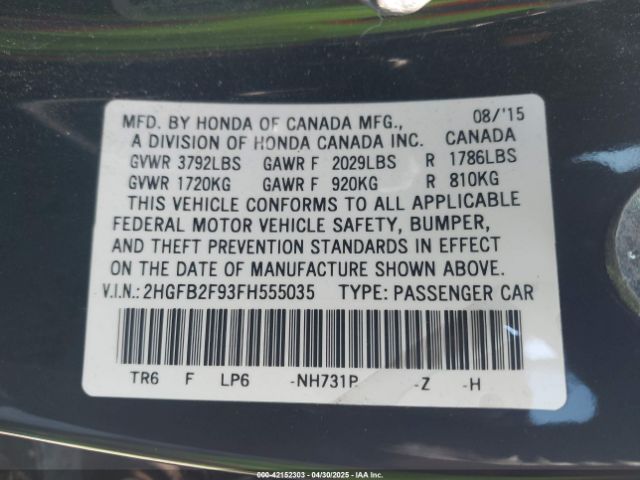 MFD. BY HONDA OF CANADA MFG., 08/'15
A DIVISION OF HONDA CANADA INC. CANADA
GVWR 3792LBS GAWR F 2029LBS R 1786LBS
GVWR 1720KG GAWR F 920KG R 810KG
THIS VEHICLE CONFORMS TO ALL APPLICABLE
FEDERAL MOTOR VEHICLE SAFETY, BUMPER,
AND THEFT PREVENTION STANDARDS IN EFFECT
ON THE DATE OF MANUFACTURE SHOWN ABOVE.
V.I.N.: 2HGFB2F93FH555035 TYPE: PASSENGER CAR
TR6 F LP6 -NH731P -Z -H
000-42152303 - 04/30/2025 - IAA Inc.